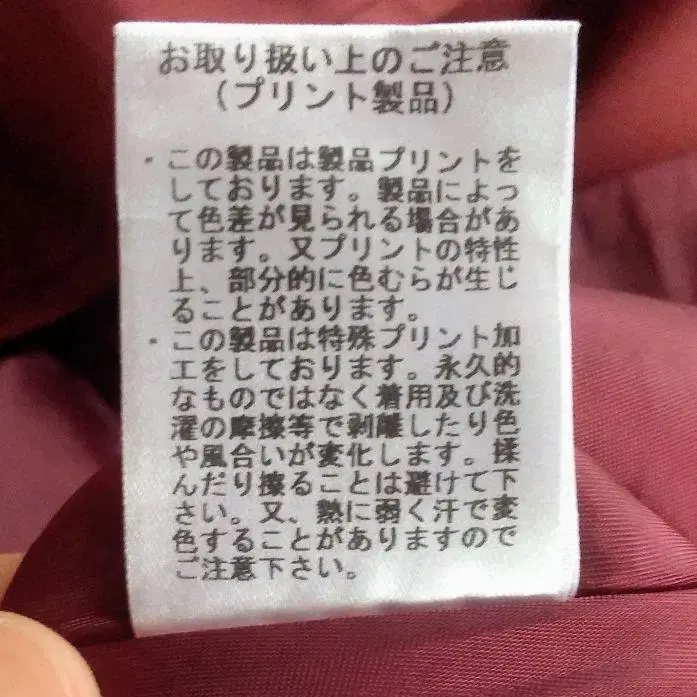 お取り扱い上のご注意
（プリント製品）
・この製品は製品プリントを
しております。製品によっ
て色差が見られる場合があ
ります。又プリントの特性
上、部分的に色むらが生じ
ることがあります。
・この製品は特殊プリント加
工をしております。永久的
なものではなく着用及び洗
濯の摩擦等で剥離したり色
や風合いが変化します。揉
んだり擦ることは避けて下
さい。又、熱に弱く汗で変
色することがありますので
ご注意下さい。